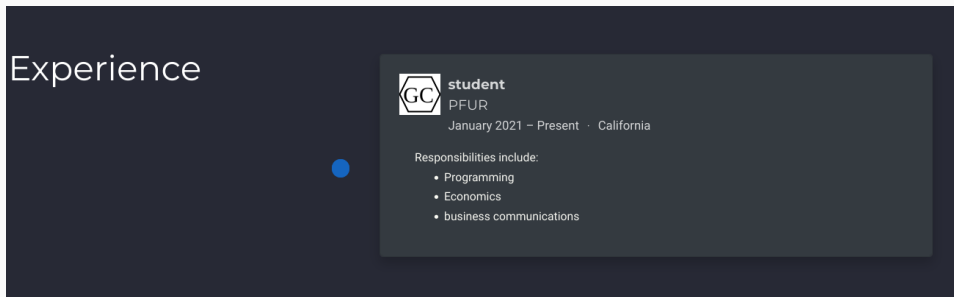 Experience
GC
student
PFUR
January 2021 – Present · California
Responsibilities include:
• Programming
• Economics
• business communications